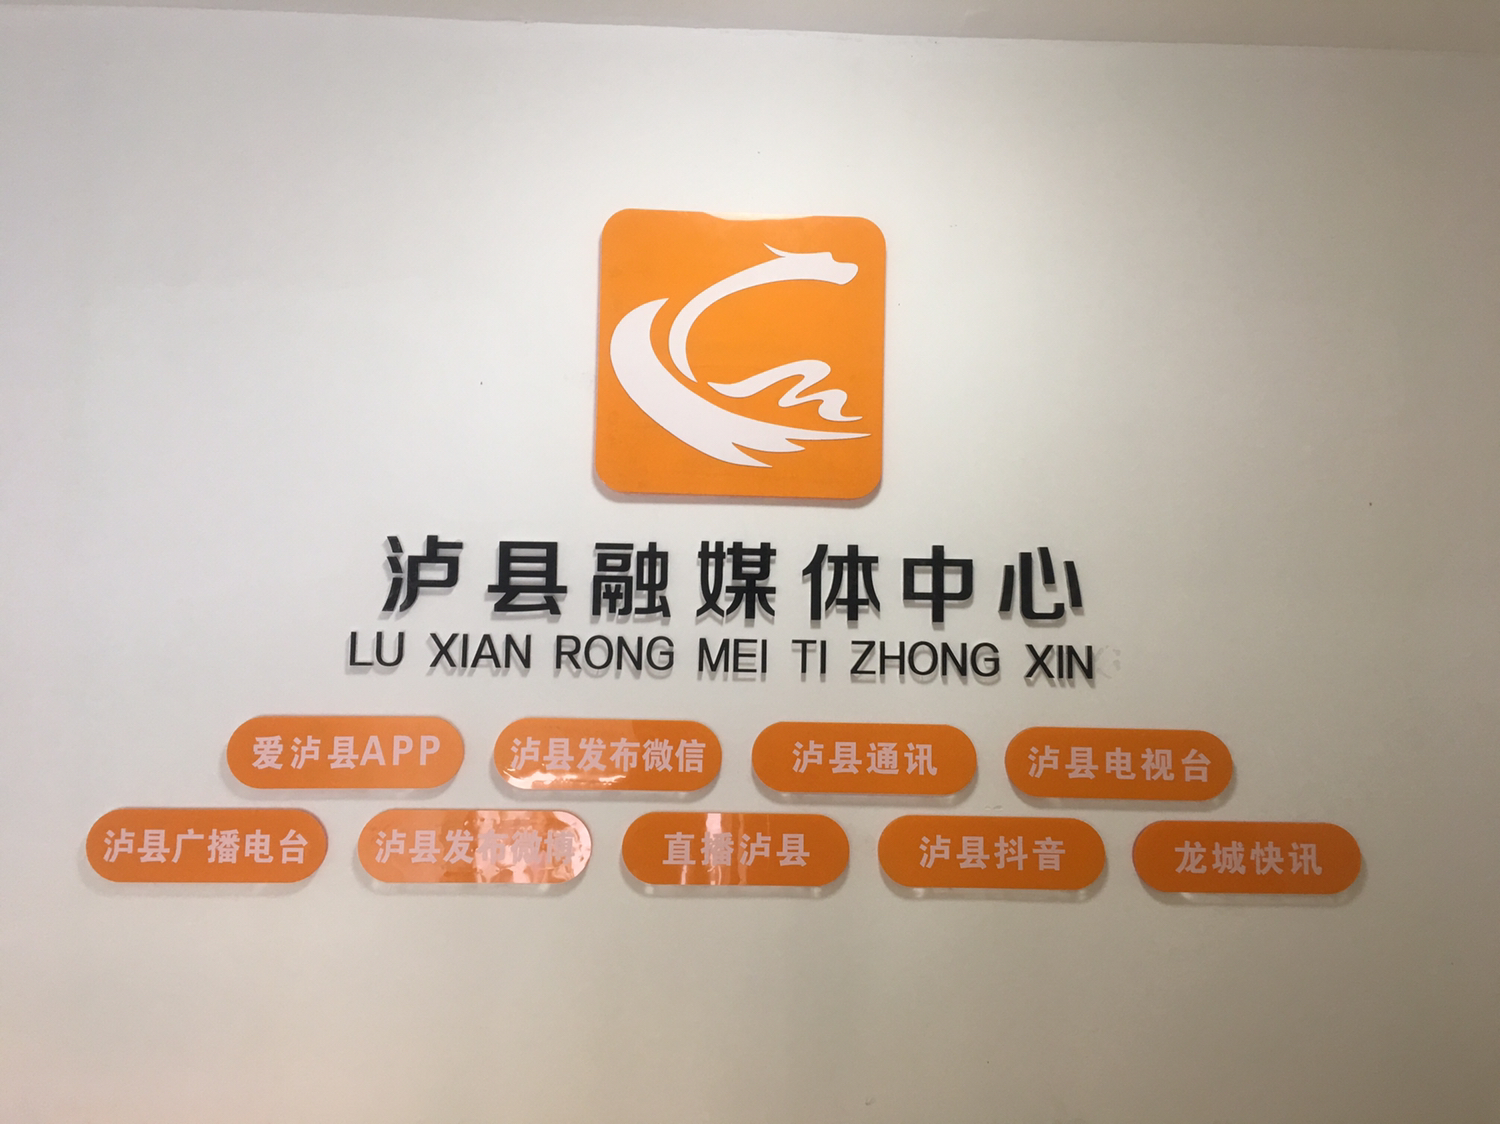 泸县融媒体中心
LU XIAN RONG MEI TI ZHONG XIN
爱泸县APP 泸县发布微信 泸县通讯 泸县电视台
泸县广播电台 泸县发布微博 直播泸县 泸县抖音 龙城快讯